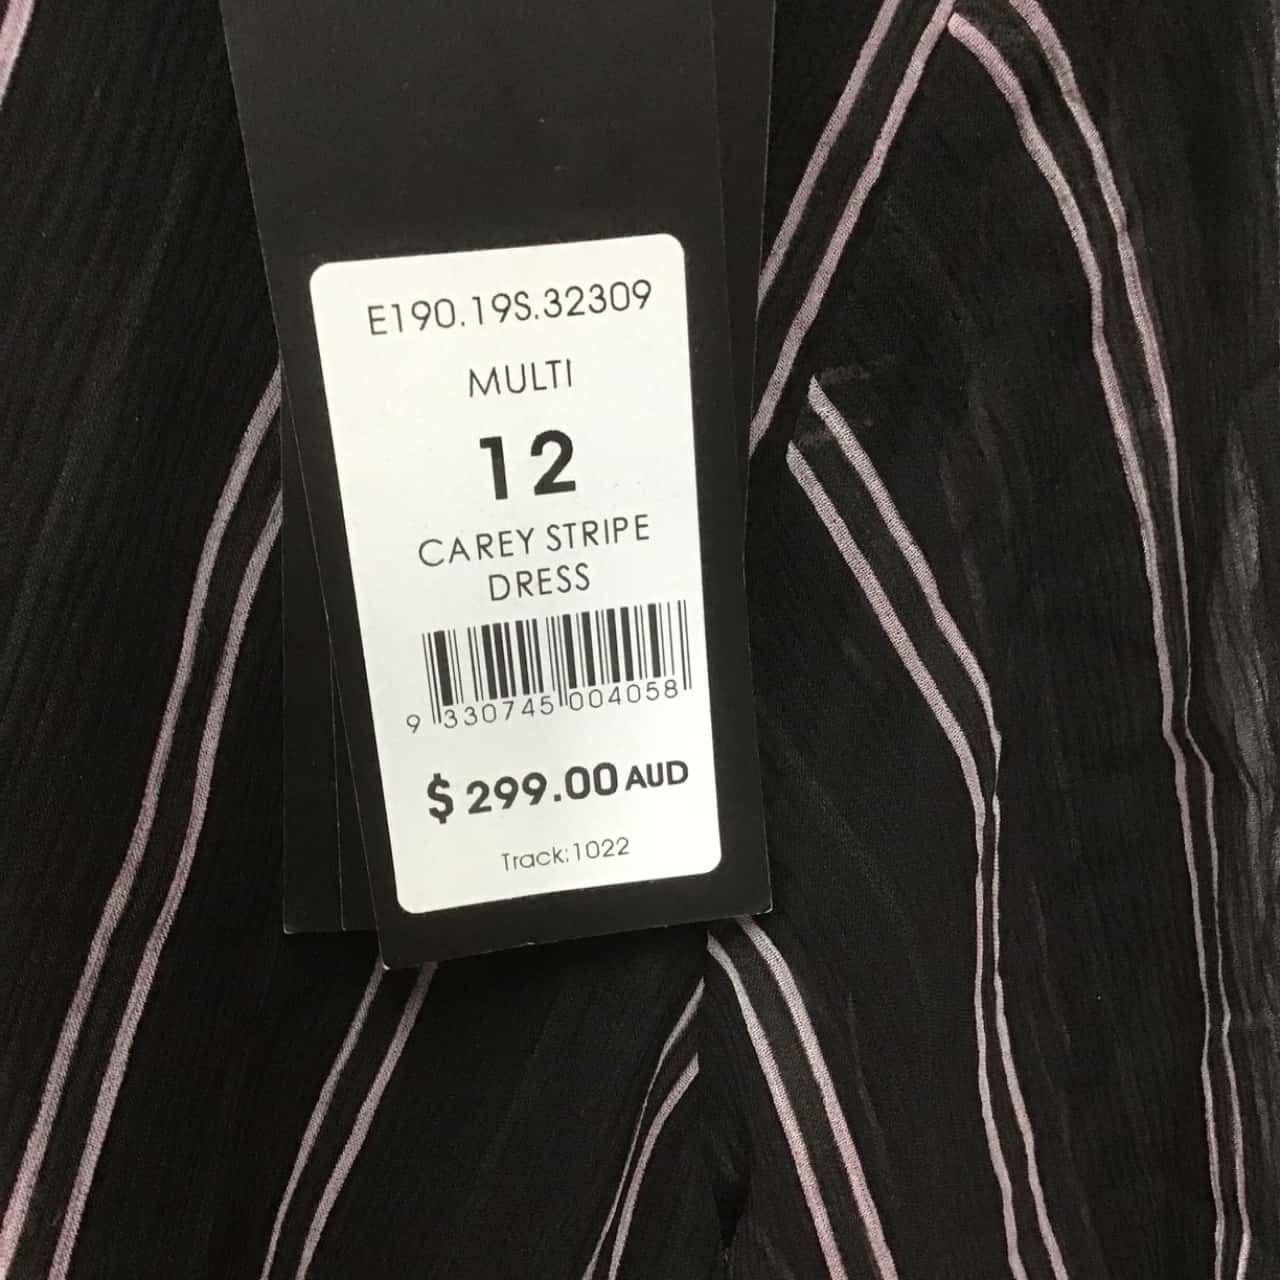 E190.19S.32309
MULTI
12
CAREY STRIPE
DRESS
9 330745 004058
$ 299.00 AUD
Track:1022